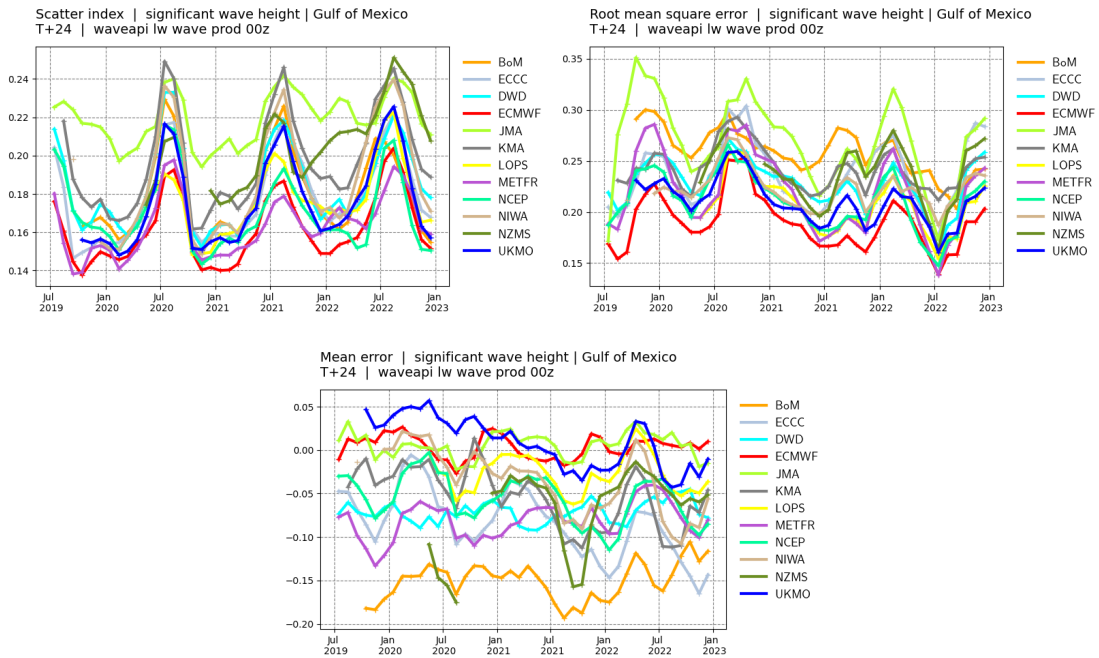 Scatter index | significant wave height | Gulf of Mexico
T+24 | waveapi lw wave prod 00z
0.24
0.22
0.20
0.18
0.16
0.14
Jul 2019
Jan 2020
Jul 2020
Jan 2021
Jul 2021
Jan 2022
Jul 2022
Jan 2023
BoM
ECCC
DWD
ECMWF
JMA
KMA
LOPS
METFR
NCEP
NIWA
NZMS
UKMO
Root mean square error | significant wave height | Gulf of Mexico
T+24 | waveapi lw wave prod 00z
0.35
0.30
0.25
0.20
0.15
Jul 2019
Jan 2020
Jul 2020
Jan 2021
Jul 2021
Jan 2022
Jul 2022
Jan 2023
BoM
ECCC
DWD
ECMWF
JMA
KMA
LOPS
METFR
NCEP
NIWA
NZMS
UKMO
Mean error | significant wave height | Gulf of Mexico
T+24 | waveapi lw wave prod 00z
0.05
0.00
−0.05
−0.10
−0.15
−0.20
Jul 2019
Jan 2020
Jul 2020
Jan 2021
Jul 2021
Jan 2022
Jul 2022
Jan 2023
BoM
ECCC
DWD
ECMWF
JMA
KMA
LOPS
METFR
NCEP
NIWA
NZMS
UKMO